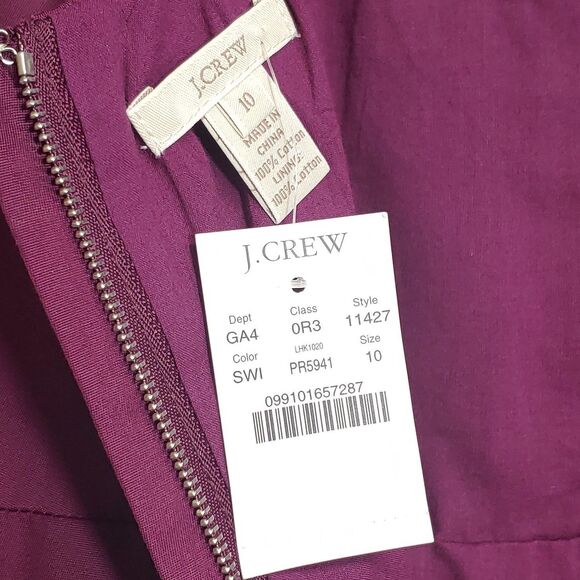 J.CREW
10
MADE IN
CHINA
100% Cotton
LINING:
100% Cotton
J.CREW
Dept Class Style
GA4 0R3 11427
Color LHK1020 Size
SWI PR5941 10
099101657287